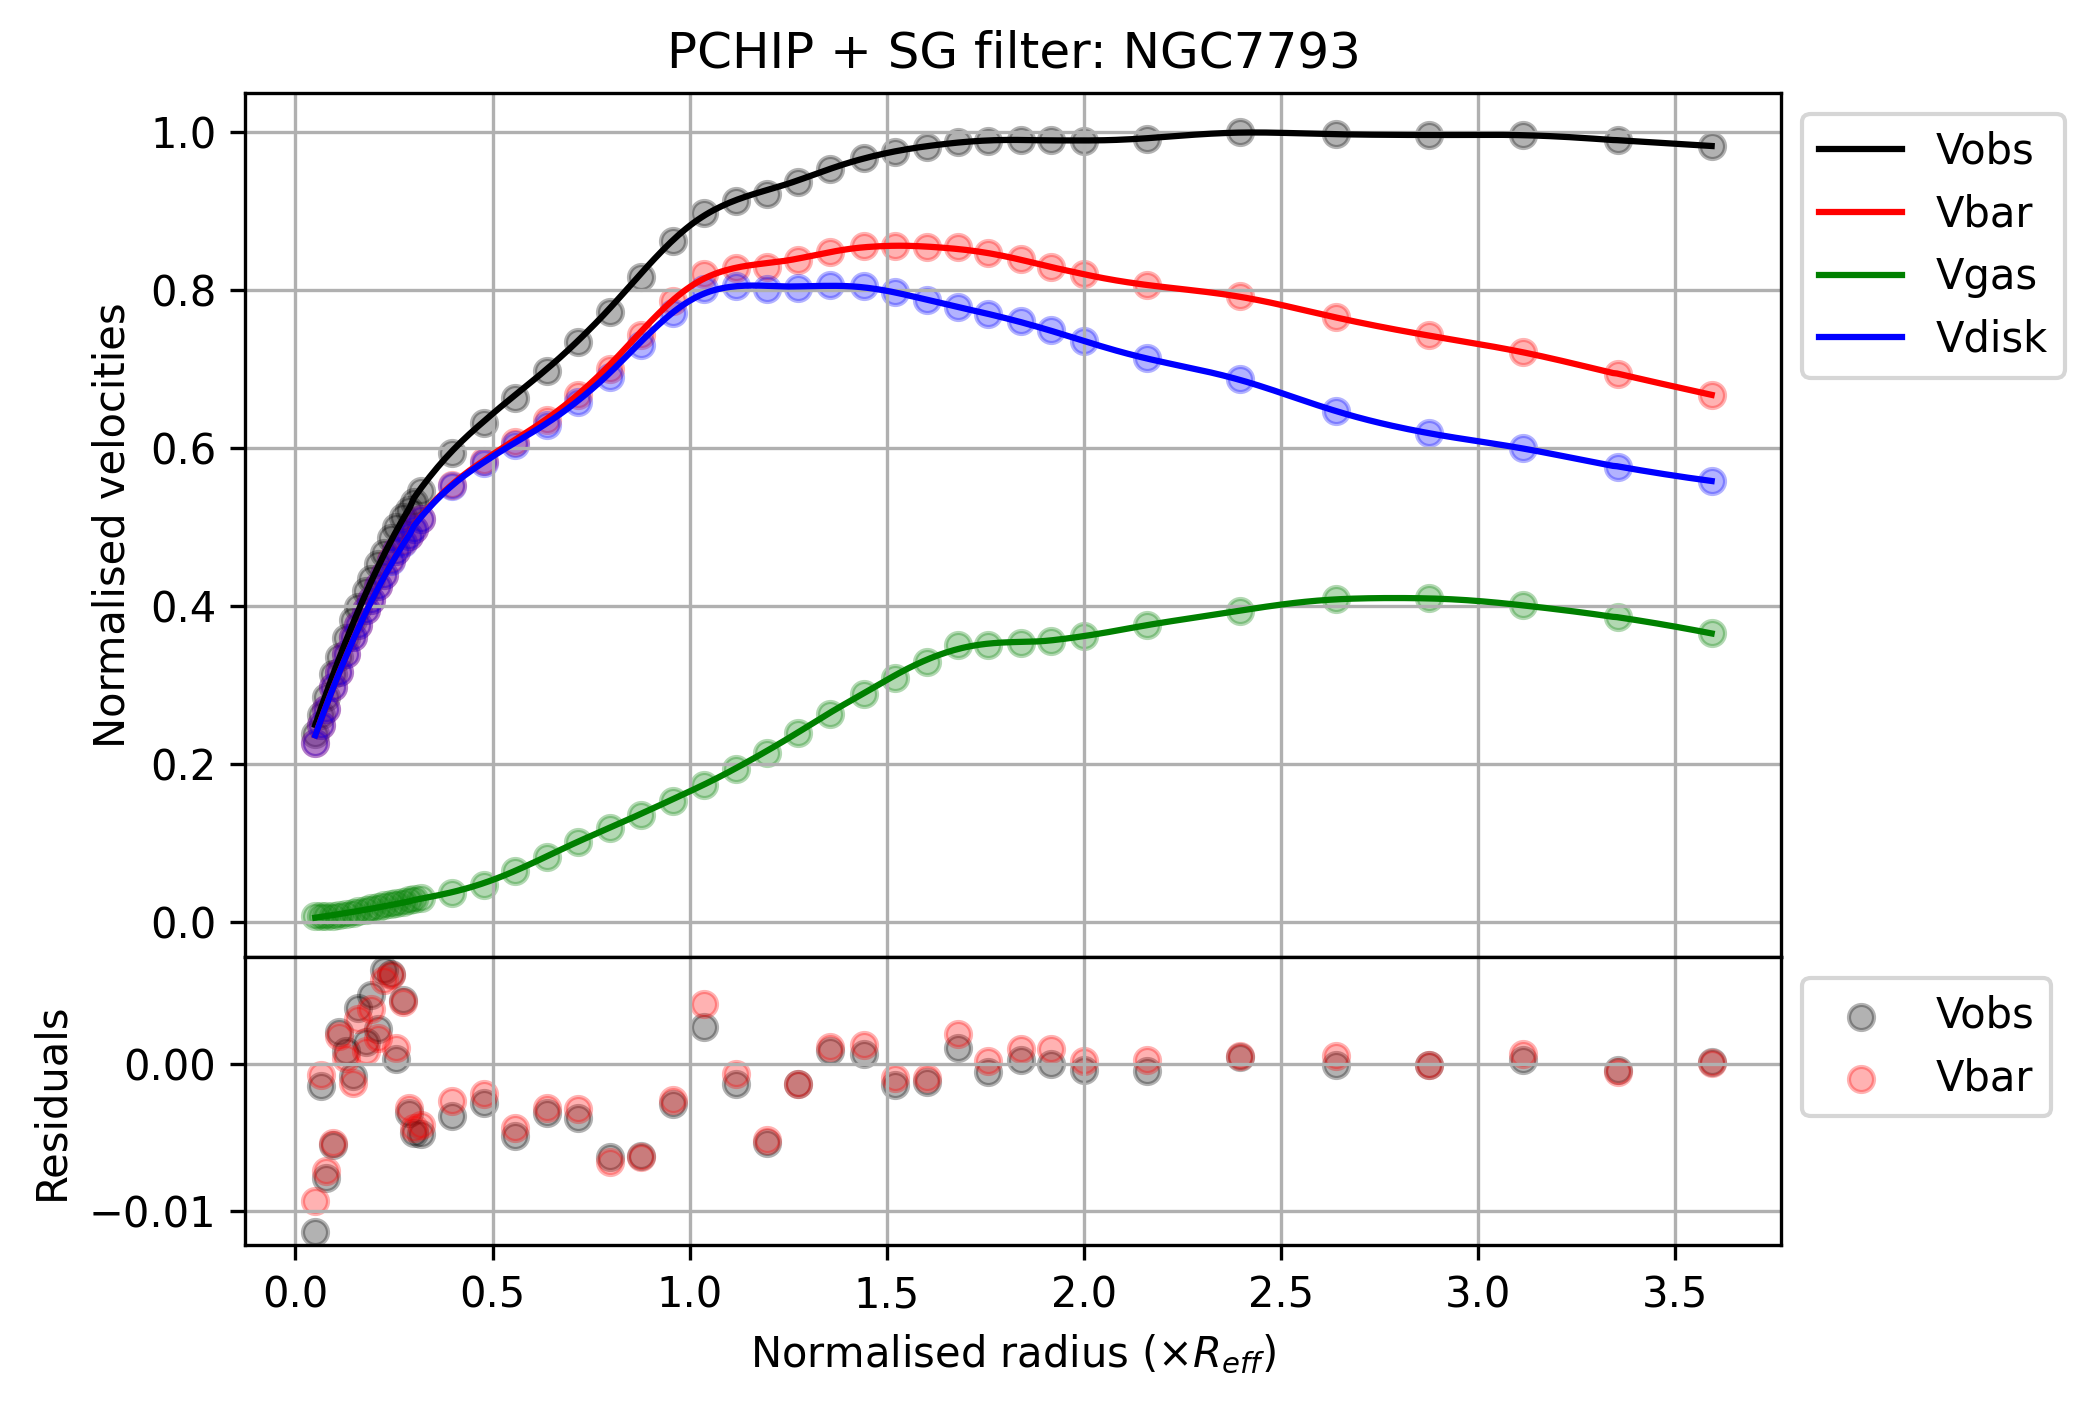 PCHIP + SG filter: NGC7793
Normalised velocities
1.0
0.8
0.6
0.4
0.2
0.0
Vobs
Vbar
Vgas
Vdisk
Residuals
0.00
−0.01
Vobs
Vbar
0.0 0.5 1.0 1.5 2.0 2.5 3.0 3.5
Normalised radius (×R_eff)